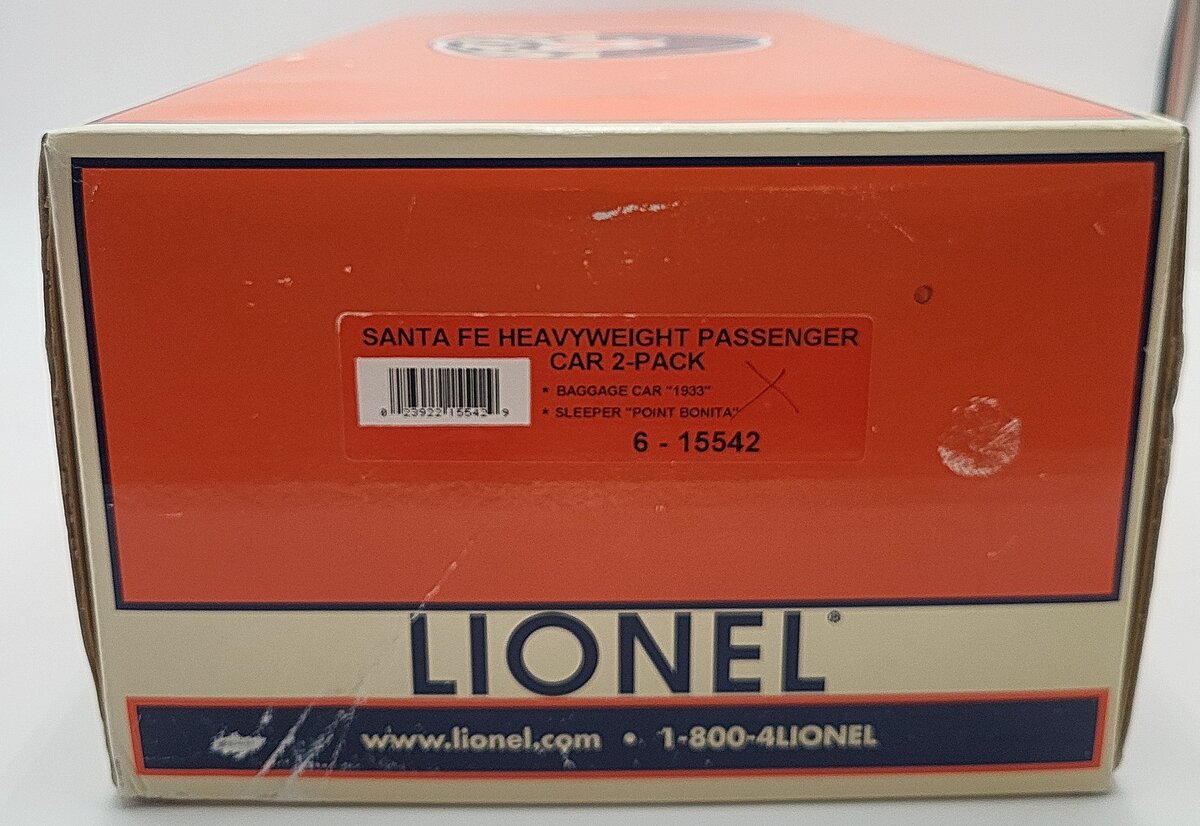 SANTA FE HEAVYWEIGHT PASSENGER
CAR 2-PACK
* BAGGAGE CAR "1933"
* SLEEPER "POINT BONITA"
0 23922 15542 9
6 - 15542
LIONEL®
www.lionel.com • 1-800-4LIONEL